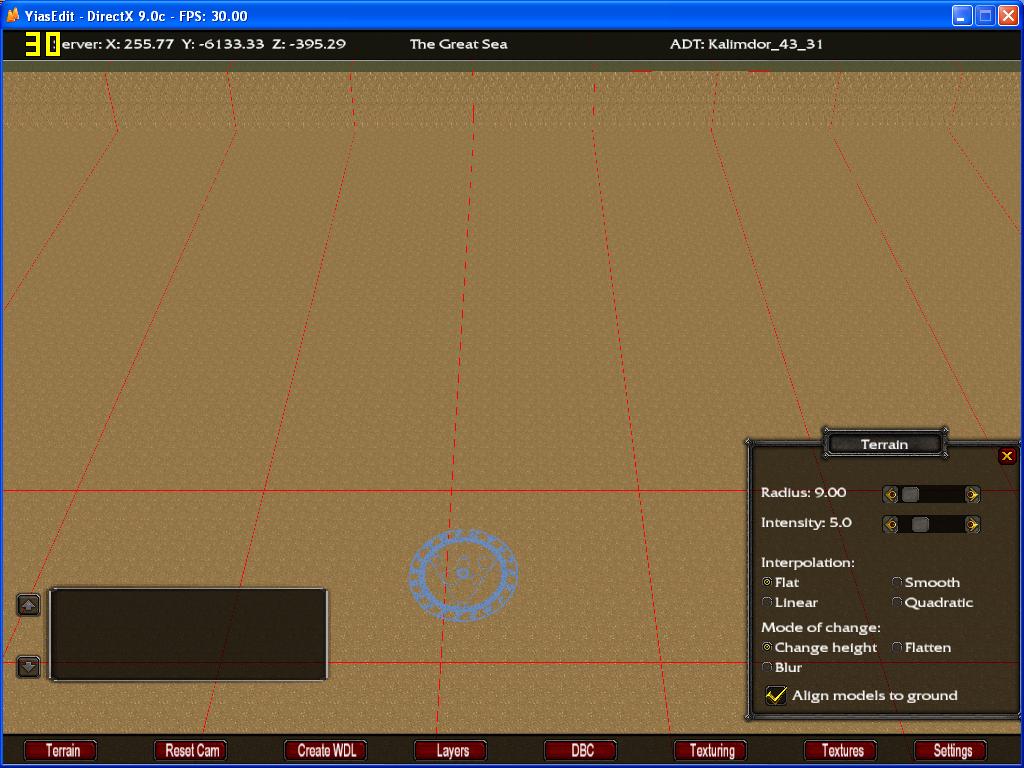 YiasEdit - DirectX 9.0c - FPS: 30.00
30 erver: X: 255.77 Y: -6133.33 Z: -395.29 The Great Sea ADT: Kalimdor_43_31
Terrain
Radius: 9.00
Intensity: 5.0
Interpolation:
Flat Smooth
Linear Quadratic
Mode of change:
Change height Flatten
Blur
Align models to ground
Terrain Reset Cam Create WDL Layers DBC Texturing Textures Settings